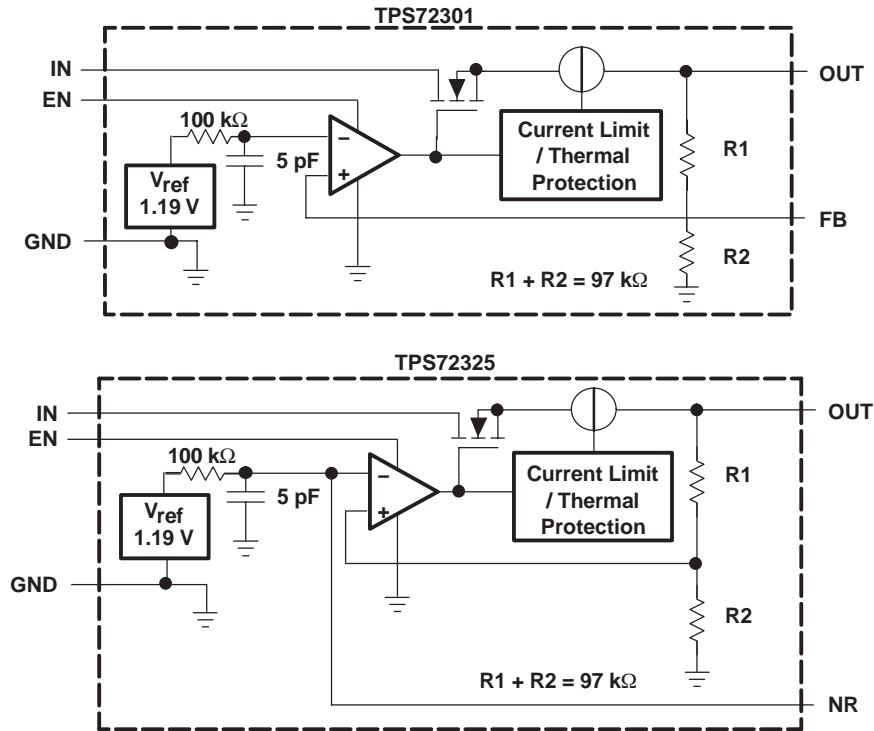 TPS72301
IN
OUT
EN
100 kΩ
5 pF
−
+
Current Limit
/ Thermal
Protection
R1
Vref
1.19 V
FB
GND
R2
R1 + R2 = 97 kΩ
TPS72325
IN
OUT
EN
100 kΩ
5 pF
−
+
Current Limit
/ Thermal
Protection
R1
Vref
1.19 V
GND
R2
R1 + R2 = 97 kΩ
NR